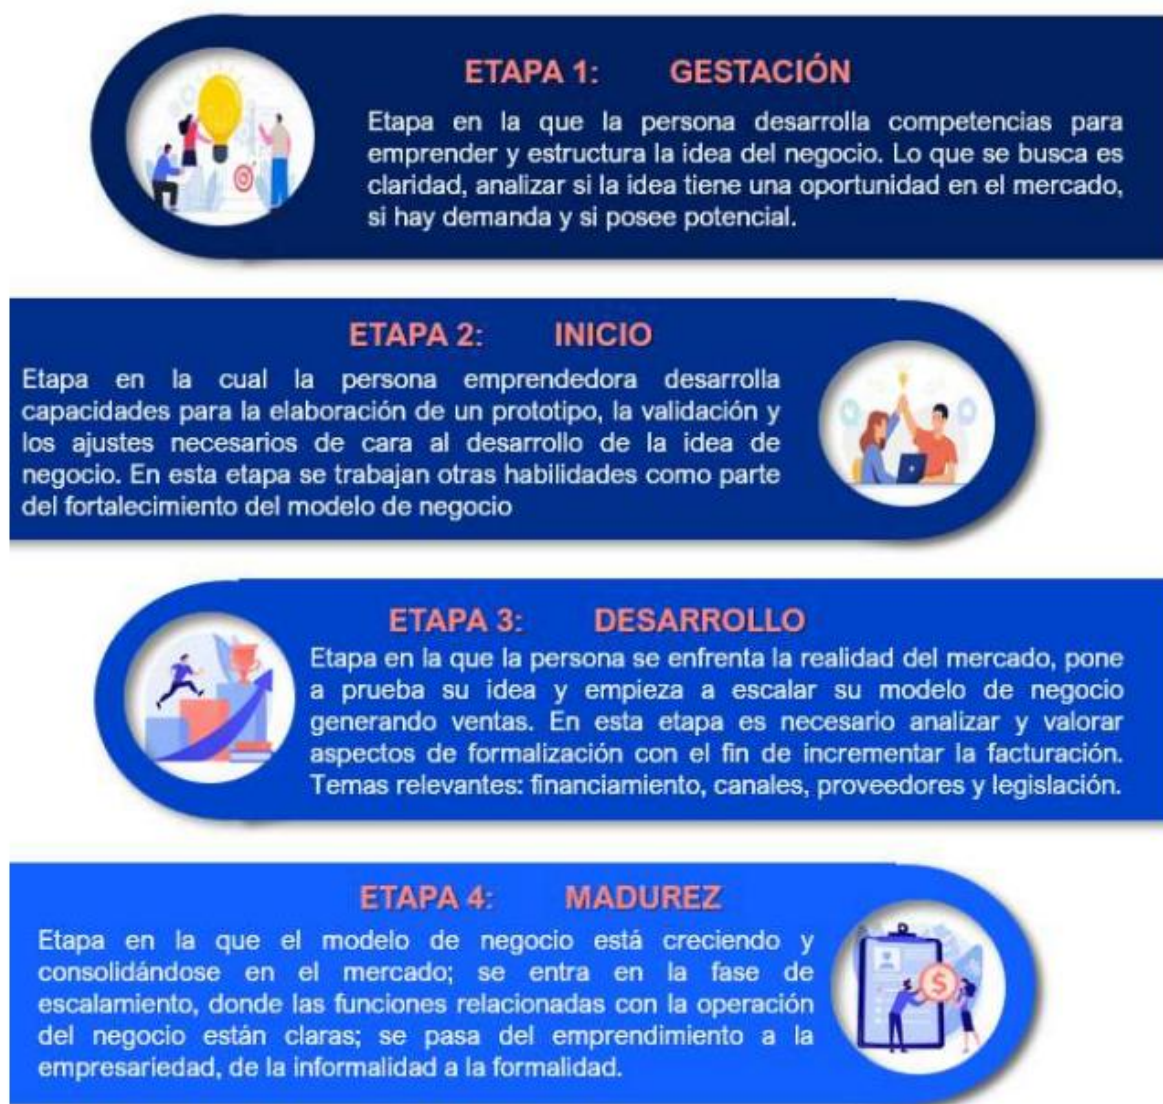 ETAPA 1: GESTACIÓN
Etapa en la que la persona desarrolla competencias para
emprender y estructura la idea del negocio. Lo que se busca es
claridad, analizar si la idea tiene una oportunidad en el mercado,
si hay demanda y si posee potencial.
ETAPA 2: INICIO
Etapa en la cual la persona emprendedora desarrolla
capacidades para la elaboración de un prototipo, la validación y
los ajustes necesarios de cara al desarrollo de la idea de
negocio. En esta etapa se trabajan otras habilidades como parte
del fortalecimiento del modelo de negocio
ETAPA 3: DESARROLLO
Etapa en la que la persona se enfrenta la realidad del mercado, pone
a prueba su idea y empieza a escalar su modelo de negocio
generando ventas. En esta etapa es necesario analizar y valorar
aspectos de formalización con el fin de incrementar la facturación.
Temas relevantes: financiamiento, canales, proveedores y legislación.
ETAPA 4: MADUREZ
Etapa en la que el modelo de negocio está creciendo y
consolidándose en el mercado; se entra en la fase de
escalamiento, donde las funciones relacionadas con la operación
del negocio están claras; se pasa del emprendimiento a la
empresariedad, de la informalidad a la formalidad.
$